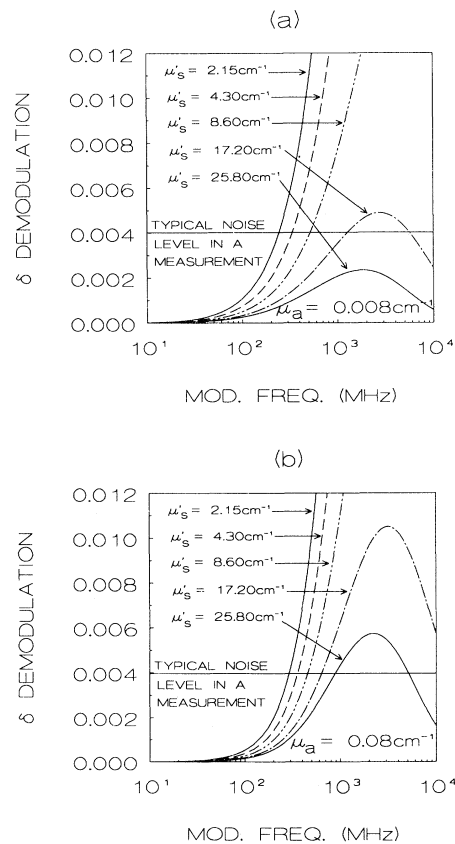 (a)
δ DEMODULATION
0.012
0.010
0.008
0.006
0.004
0.002
0.000
μ's = 2.15cm⁻¹
μ's = 4.30cm⁻¹
μ's = 8.60cm⁻¹
μ's = 17.20cm⁻¹
μ's = 25.80cm⁻¹
TYPICAL NOISE
LEVEL IN A
MEASUREMENT
μa = 0.008cm⁻¹
10¹ 10² 10³ 10⁴
MOD. FREQ. (MHz)
(b)
δ DEMODULATION
0.012
0.010
0.008
0.006
0.004
0.002
0.000
μ's = 2.15cm⁻¹
μ's = 4.30cm⁻¹
μ's = 8.60cm⁻¹
μ's = 17.20cm⁻¹
μ's = 25.80cm⁻¹
TYPICAL NOISE
LEVEL IN A
MEASUREMENT
μa = 0.08cm⁻¹
10¹ 10² 10³ 10⁴
MOD. FREQ. (MHz)